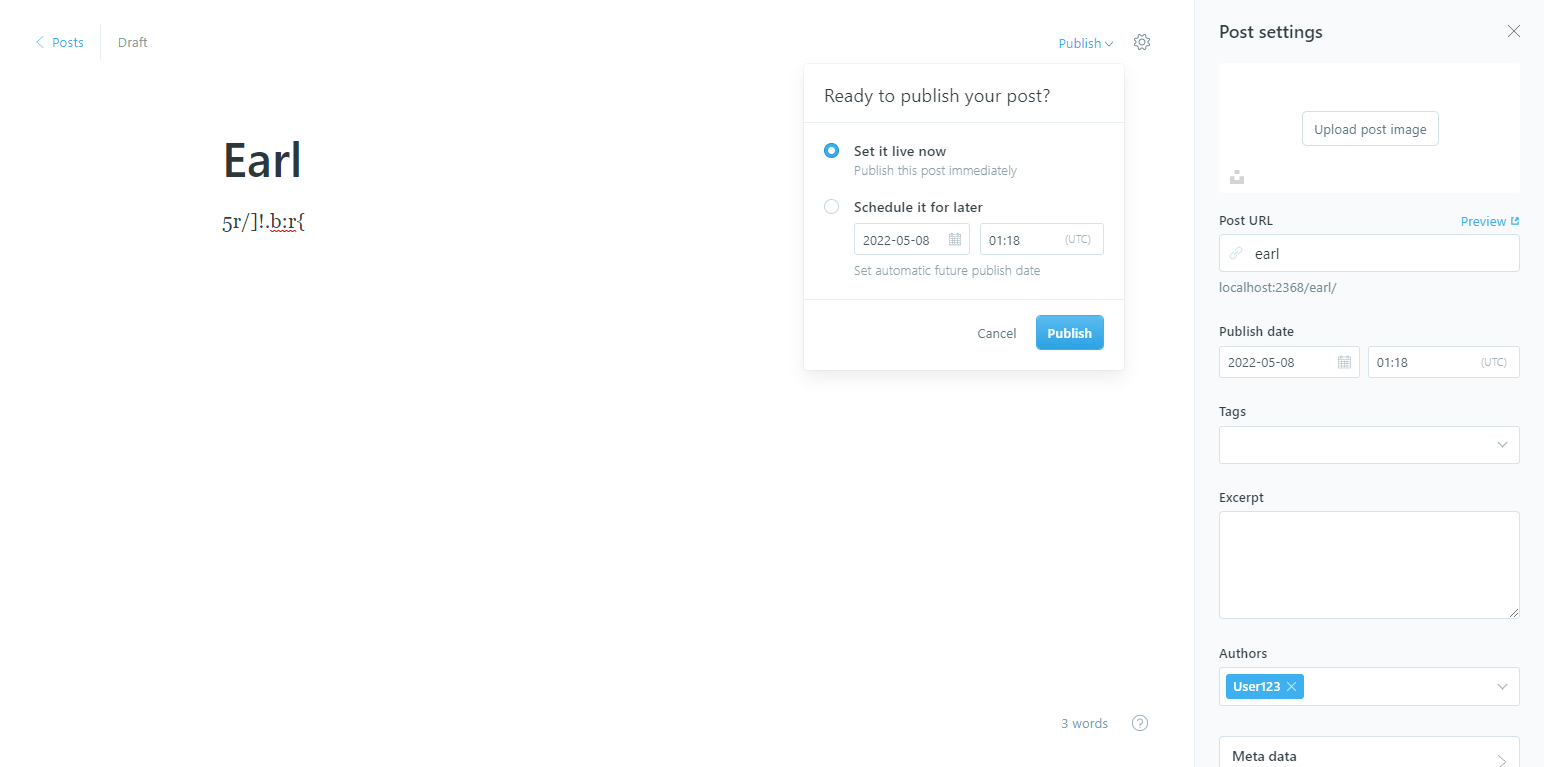 Posts
Draft
Publish
Earl
5r/]!.b:r{
Ready to publish your post?
Set it live now
Publish this post immediately
Schedule it for later
2022-05-08
01:18 (UTC)
Set automatic future publish date
Cancel
Publish
3 words
Post settings
Upload post image
Post URL
Preview
earl
localhost:2368/earl/
Publish date
2022-05-08
01:18 (UTC)
Tags
Excerpt
Authors
User123
Meta data